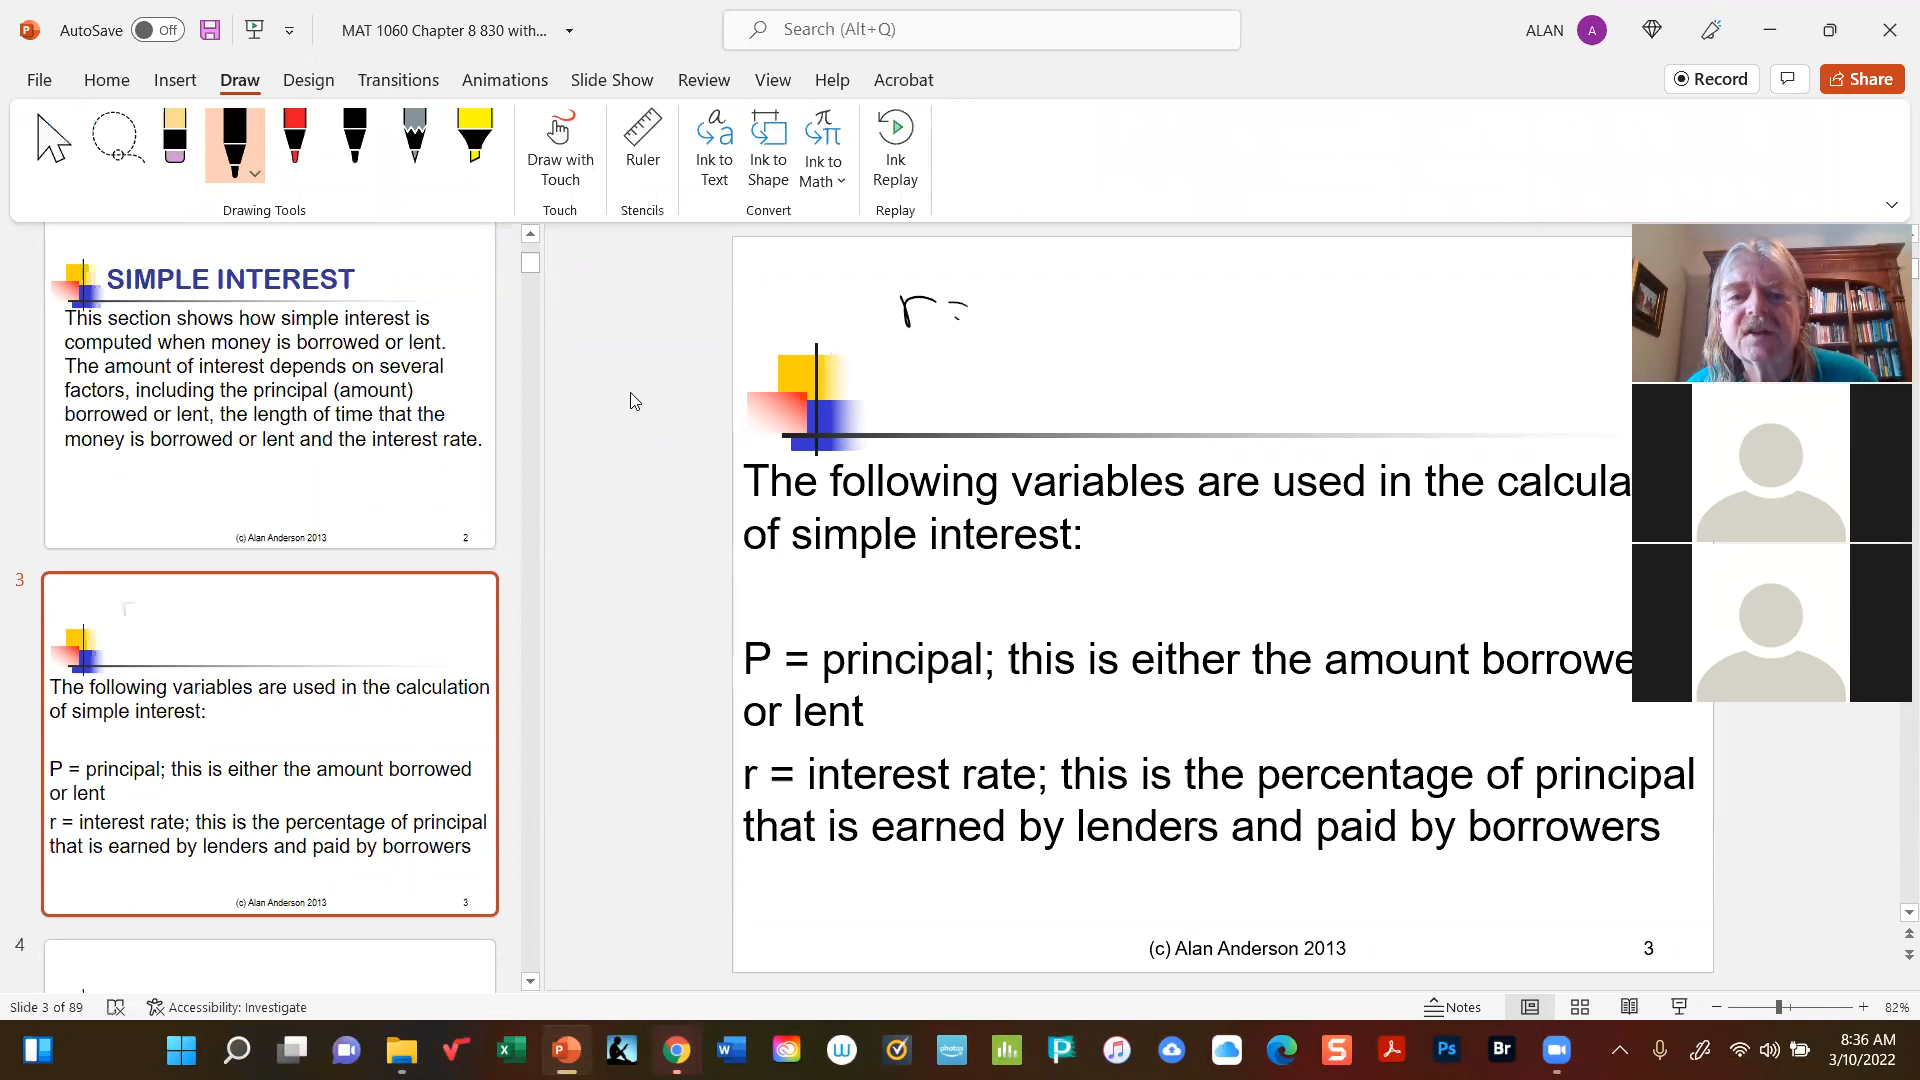 AutoSave Off
MAT 1060 Chapter 8 830 with...
Search (Alt+Q)
ALAN A
File Home Insert Draw Design Transitions Animations Slide Show Review View Help Acrobat
Record Share
Draw with Touch
Ruler
Ink to Text
Ink to Shape
Ink to Math
Ink Replay
Drawing Tools Touch Stencils Convert Replay
SIMPLE INTEREST
This section shows how simple interest is
computed when money is borrowed or lent.
The amount of interest depends on several
factors, including the principal (amount)
borrowed or lent, the length of time that the
money is borrowed or lent and the interest rate.
(c) Alan Anderson 2013 2
3
r
The following variables are used in the calculation
of simple interest:
P = principal; this is either the amount borrowed
or lent
r = interest rate; this is the percentage of principal
that is earned by lenders and paid by borrowers
(c) Alan Anderson 2013 3
4
r =
The following variables are used in the calcula
of simple interest:
P = principal; this is either the amount borrowe
or lent
r = interest rate; this is the percentage of principal
that is earned by lenders and paid by borrowers
(c) Alan Anderson 2013 3
Slide 3 of 89 Accessibility: Investigate Notes 82%
8:36 AM
3/10/2022